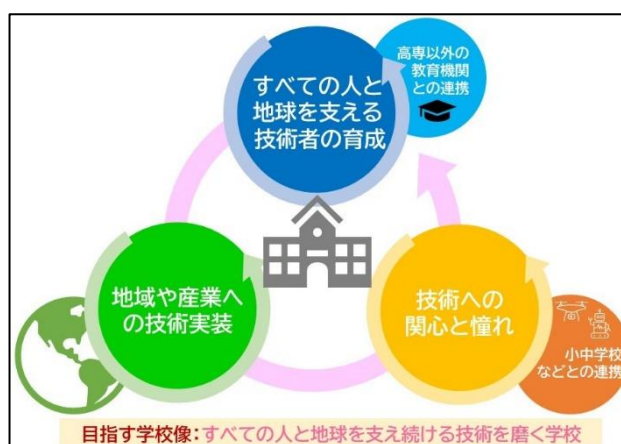 すべての人と
地球を支える
技術者の育成
高専以外の
教育機関
との連携
地域や産業へ
の技術実装
技術への
関心と憧れ
小中学校
などとの連携
目指す学校像：すべての人と地球を支え続ける技術を磨く学校